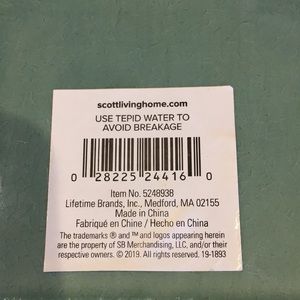 scottlivinghome.com
USE TEPID WATER TO
AVOID BREAKAGE
0 28225 24416 0
Item No. 5248938
Lifetime Brands, Inc., Medford, MA 02155
Made in China
Fabriqué en Chine / Hecho en China
The trademarks ® and ™ and logos appearing herein
are the property of SB Merchandising, LLC, and/or their
respective owners. © 2019. All rights reserved. 19-1893